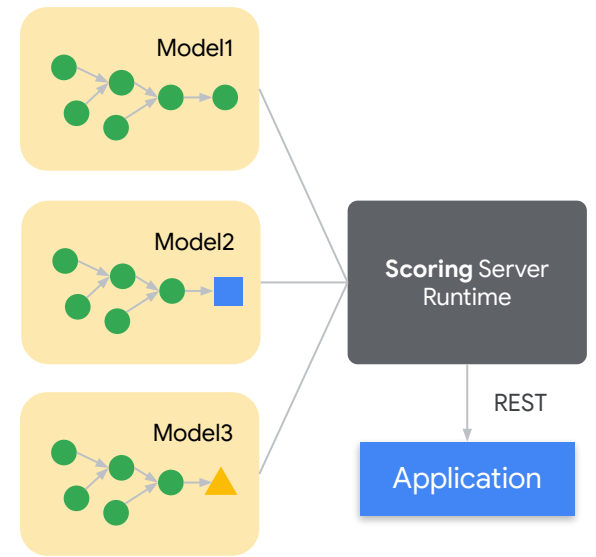 Model1
Model2
Model3
Scoring Server
Runtime
REST
Application